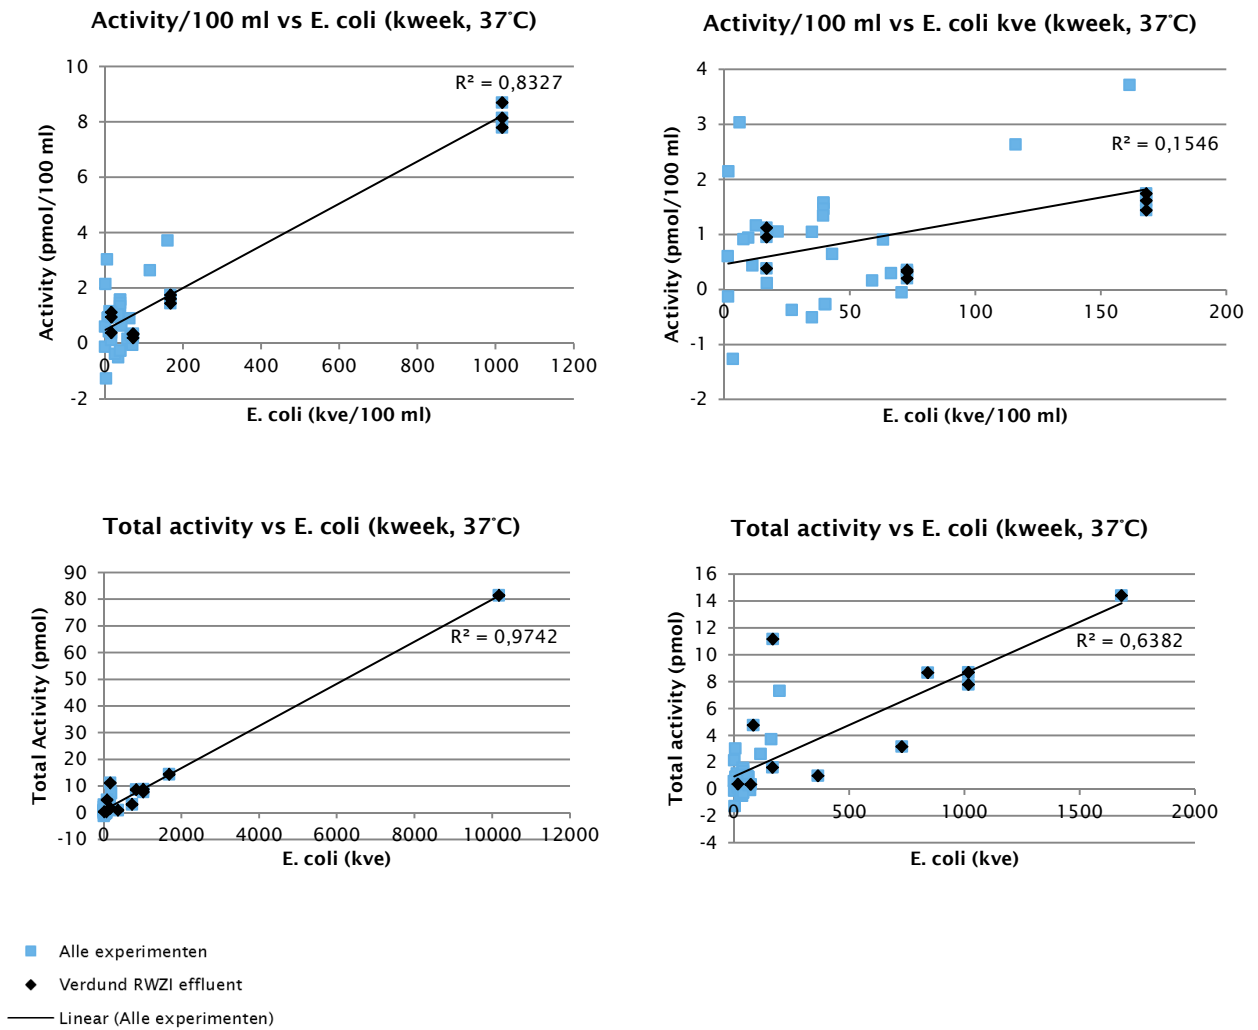 Activity/100 ml vs E. coli (kweek, 37°C)
10
8
6
4
2
0
-2
R² = 0,8327
0 200 400 600 800 1000 1200
Activity (pmol/100 ml)
E. coli (kve/100 ml)
Activity/100 ml vs E. coli kve (kweek, 37°C)
4
3
2
1
0
-1
-2
R² = 0,1546
0 50 100 150 200
Activity (pmol/100 ml)
E. coli (kve/100 ml)
Total activity vs E. coli (kweek, 37°C)
90
80
70
60
50
40
30
20
10
0
-10
R² = 0,9742
0 2000 4000 6000 8000 10000 12000
Total Activity (pmol)
E. coli (kve)
Total activity vs E. coli (kweek, 37°C)
16
14
12
10
8
6
4
2
0
-2
-4
R² = 0,6382
0 500 1000 1500 2000
Total activity (pmol)
E. coli (kve)
Alle experimenten
Verdund RWZI effluent
Linear (Alle experimenten)